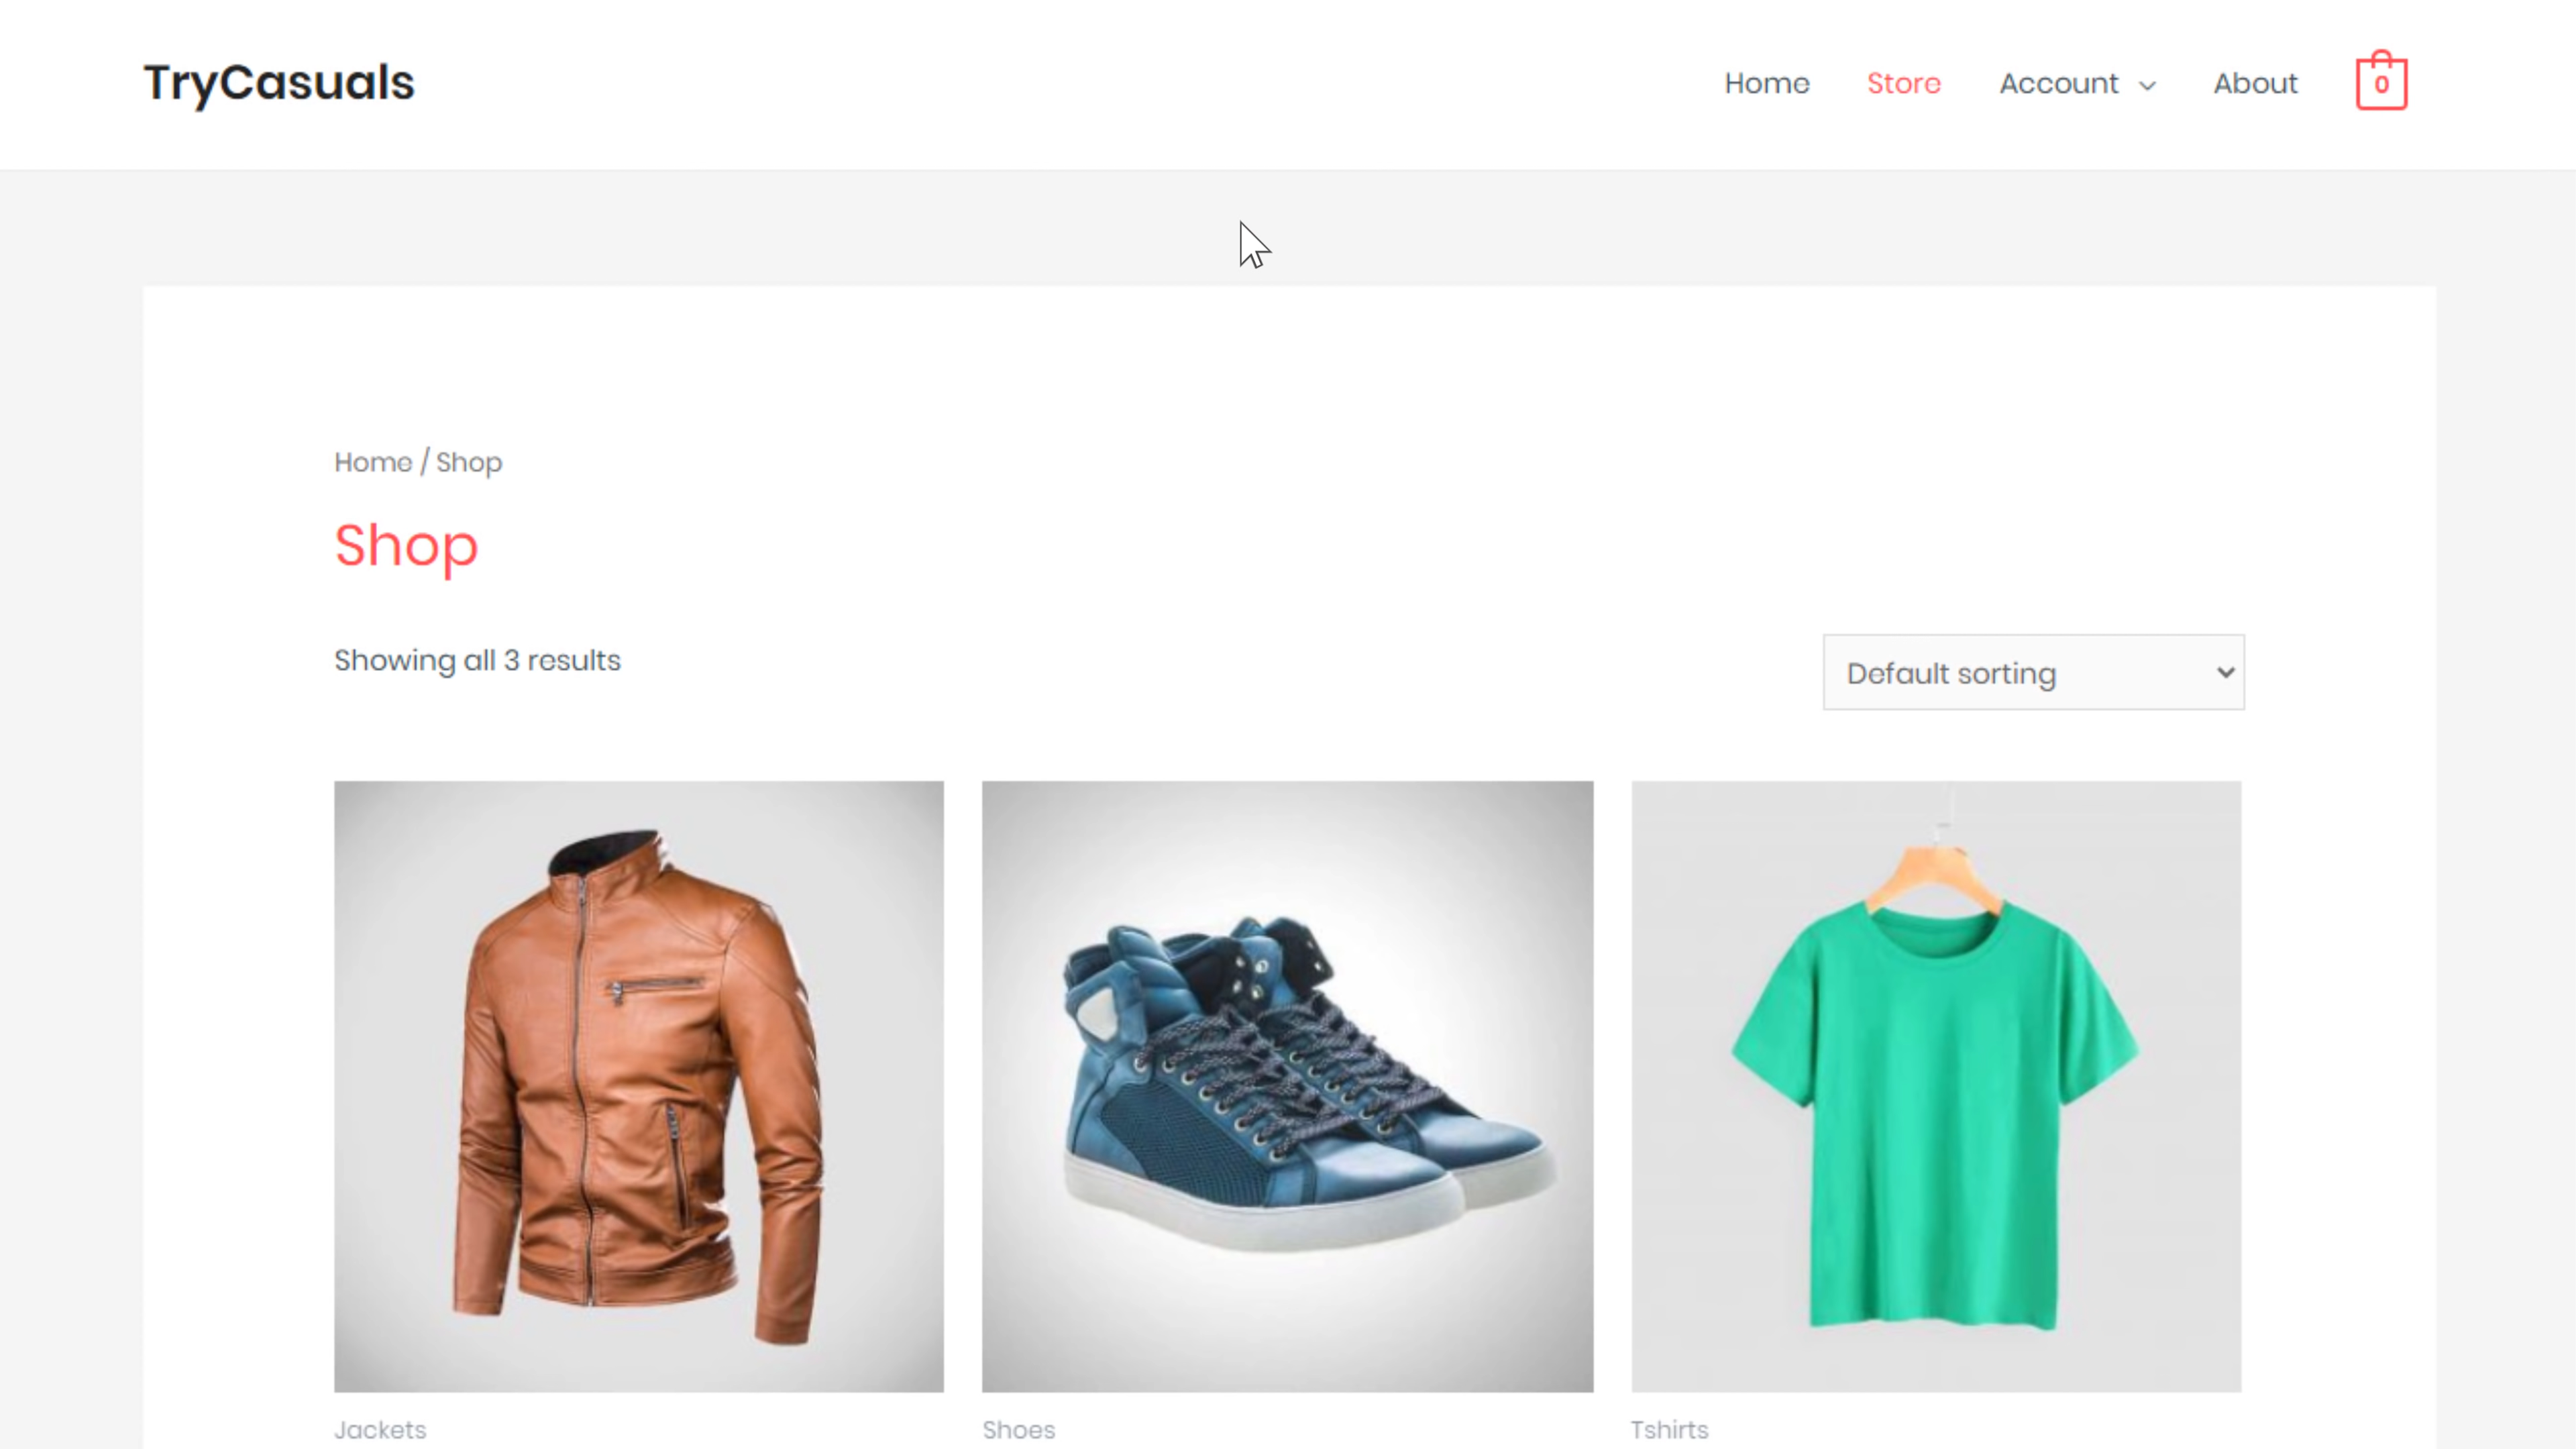 TryCasuals
Home Store Account About 0
Home / Shop
Shop
Showing all 3 results
Default sorting
Jackets
Shoes
Tshirts